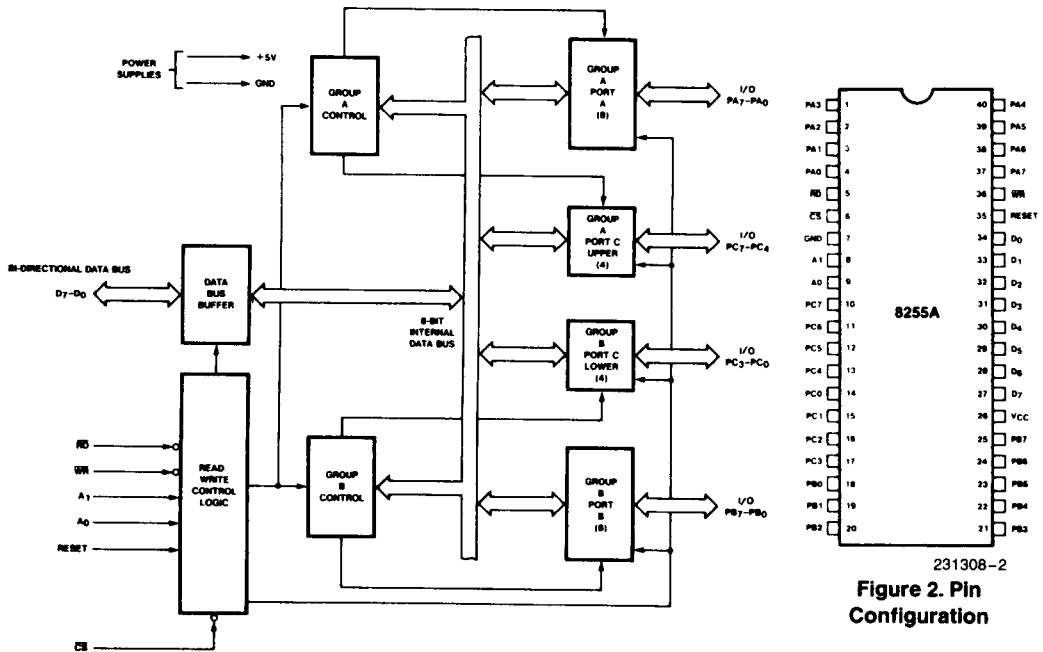 POWER
SUPPLIES
+5V
GND
GROUP
A
CONTROL
GROUP
A
PORT
A
(8)
I/O
PA7-PA0
GROUP
A
PORT C
UPPER
(4)
I/O
PC7-PC4
BI-DIRECTIONAL DATA BUS
D7-D0
DATA
BUS
BUFFER
8-BIT
INTERNAL
DATA BUS
GROUP
B
PORT C
LOWER
(4)
I/O
PC3-PC0
RD
WR
A1
A0
RESET
CS
READ
WRITE
CONTROL
LOGIC
GROUP
B
CONTROL
GROUP
B
PORT
B
(8)
I/O
PB7-PB0
PA3 1 40 PA4
PA2 2 39 PA5
PA1 3 38 PA6
PA0 4 37 PA7
RD 5 36 WR
CS 6 35 RESET
GND 7 34 D0
A1 8 33 D1
A0 9 32 D2
PC7 10 31 D3
PC6 11 30 D4
PC5 12 29 D5
PC4 13 28 D6
PC0 14 27 D7
PC1 15 26 VCC
PC2 16 25 PB7
PC3 17 24 PB6
PB0 18 23 PB5
PB1 19 22 PB4
PB2 20 21 PB3
8255A
231308-2
Figure 2. Pin
Configuration